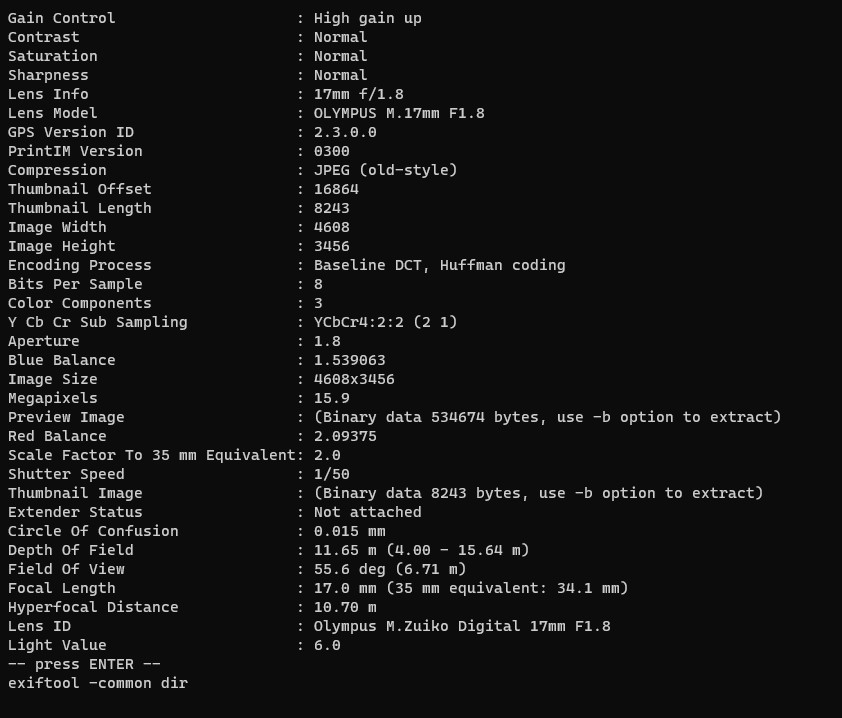 Gain Control                    : High gain up
Contrast                        : Normal
Saturation                      : Normal
Sharpness                       : Normal
Lens Info                       : 17mm f/1.8
Lens Model                      : OLYMPUS M.17mm F1.8
GPS Version ID                  : 2.3.0.0
PrintIM Version                 : 0300
Compression                     : JPEG (old-style)
Thumbnail Offset                : 16864
Thumbnail Length                : 8243
Image Width                     : 4608
Image Height                    : 3456
Encoding Process                : Baseline DCT, Huffman coding
Bits Per Sample                 : 8
Color Components                : 3
Y Cb Cr Sub Sampling            : YCbCr4:2:2 (2 1)
Aperture                        : 1.8
Blue Balance                    : 1.539063
Image Size                      : 4608x3456
Megapixels                      : 15.9
Preview Image                   : (Binary data 534674 bytes, use -b option to extract)
Red Balance                     : 2.09375
Scale Factor To 35 mm Equivalent: 2.0
Shutter Speed                   : 1/50
Thumbnail Image                 : (Binary data 8243 bytes, use -b option to extract)
Extender Status                 : Not attached
Circle Of Confusion             : 0.015 mm
Depth Of Field                  : 11.65 m (4.00 - 15.64 m)
Field Of View                   : 55.6 deg (6.71 m)
Focal Length                    : 17.0 mm (35 mm equivalent: 34.1 mm)
Hyperfocal Distance             : 10.70 m
Lens ID                         : Olympus M.Zuiko Digital 17mm F1.8
Light Value                     : 6.0
-- press ENTER --
exiftool -common dir